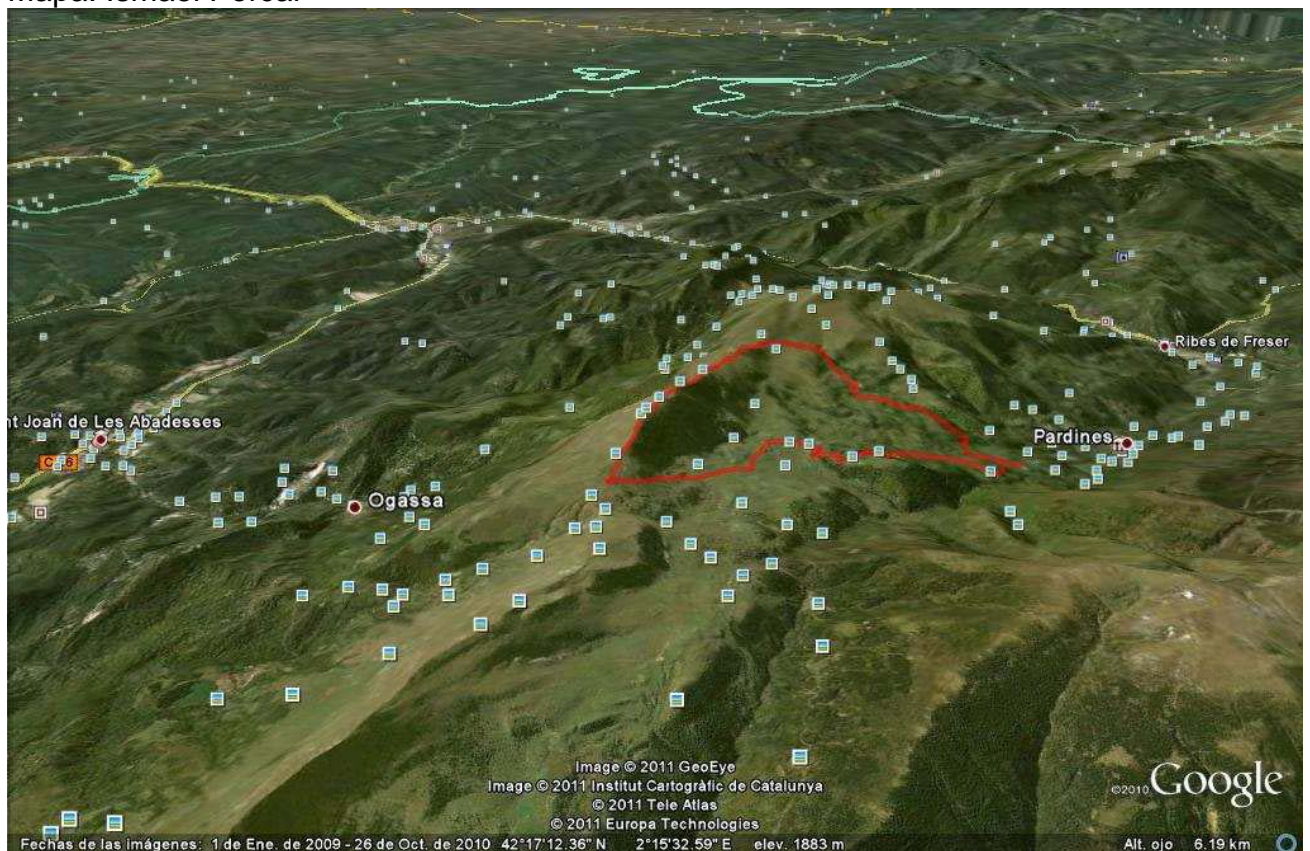 Ribes de Freser
Pardines
nt Joan de Les Abadesses
Ogassa
Image © 2011 GeoEye
Image © 2011 Institut Cartogràfic de Catalunya
© 2011 Tele Atlas
© 2011 Europa Technologies
©2010 Google
Fechas de las imágenes: 1 de Ene. de 2009 - 26 de Oct. de 2010 42°17'12.36" N 2°15'32.59" E elev. 1883 m Alt. ojo 6.19 km